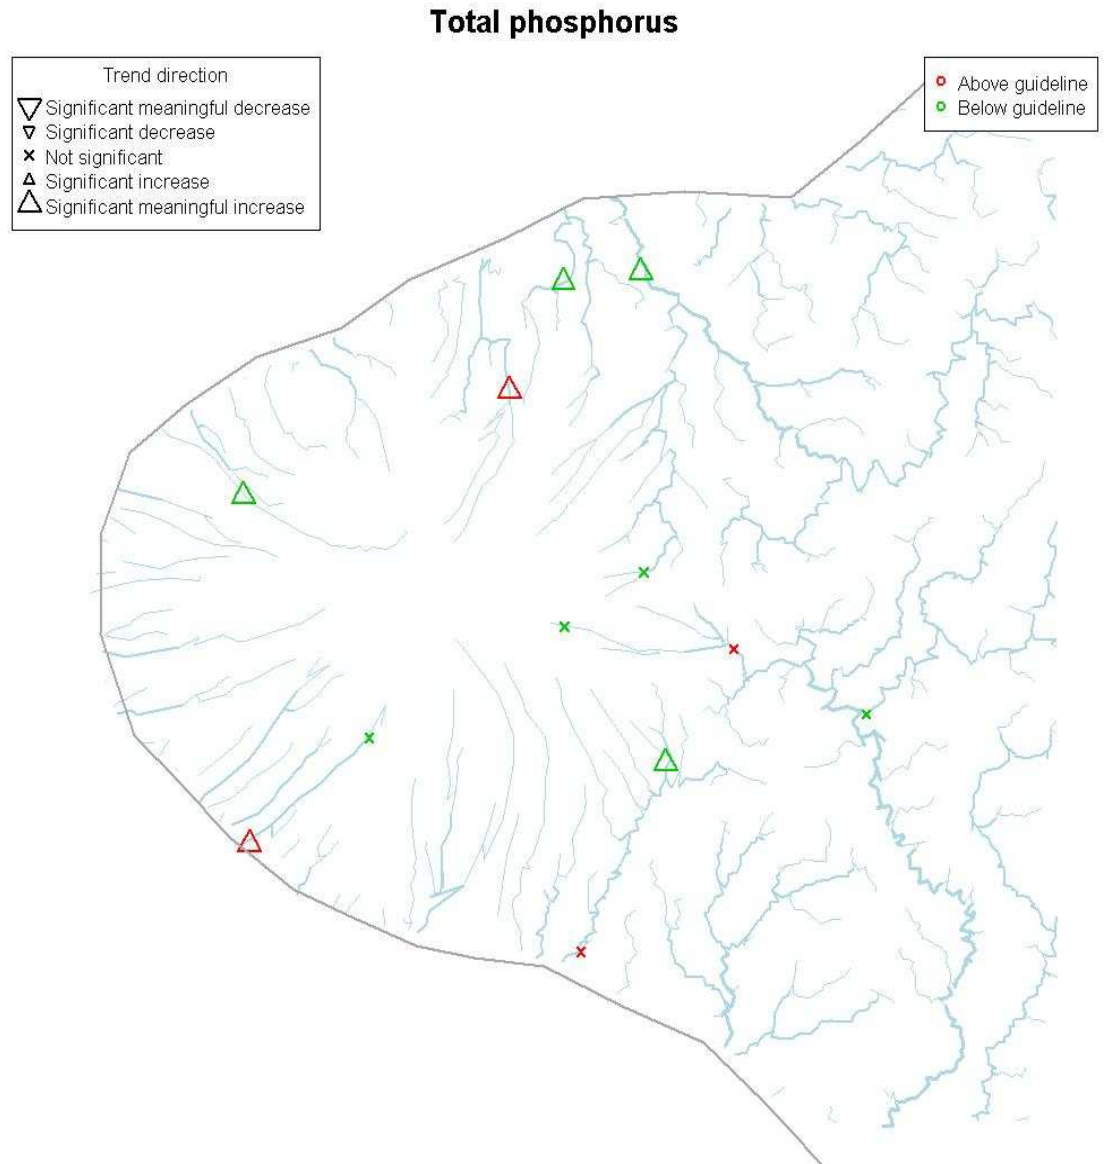 Total phosphorus
Trend direction
Significant meaningful decrease
Significant decrease
Not significant
Significant increase
Significant meaningful increase
Above guideline
Below guideline